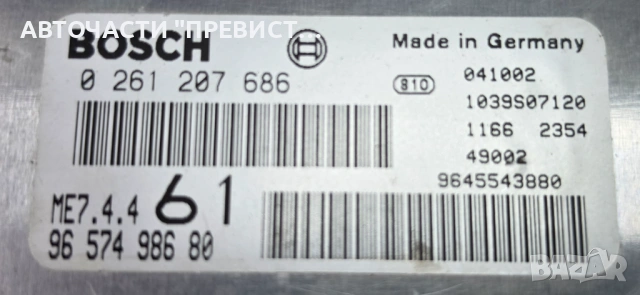 АВТОЧАСТИ "ПРЕВИСТ...
BOSCH
Made in Germany
0 261 207 686
810
041002
1039S07120
1166 2354
49002
9645543880
ME7.4.4 61
96 574 986 80
bazar